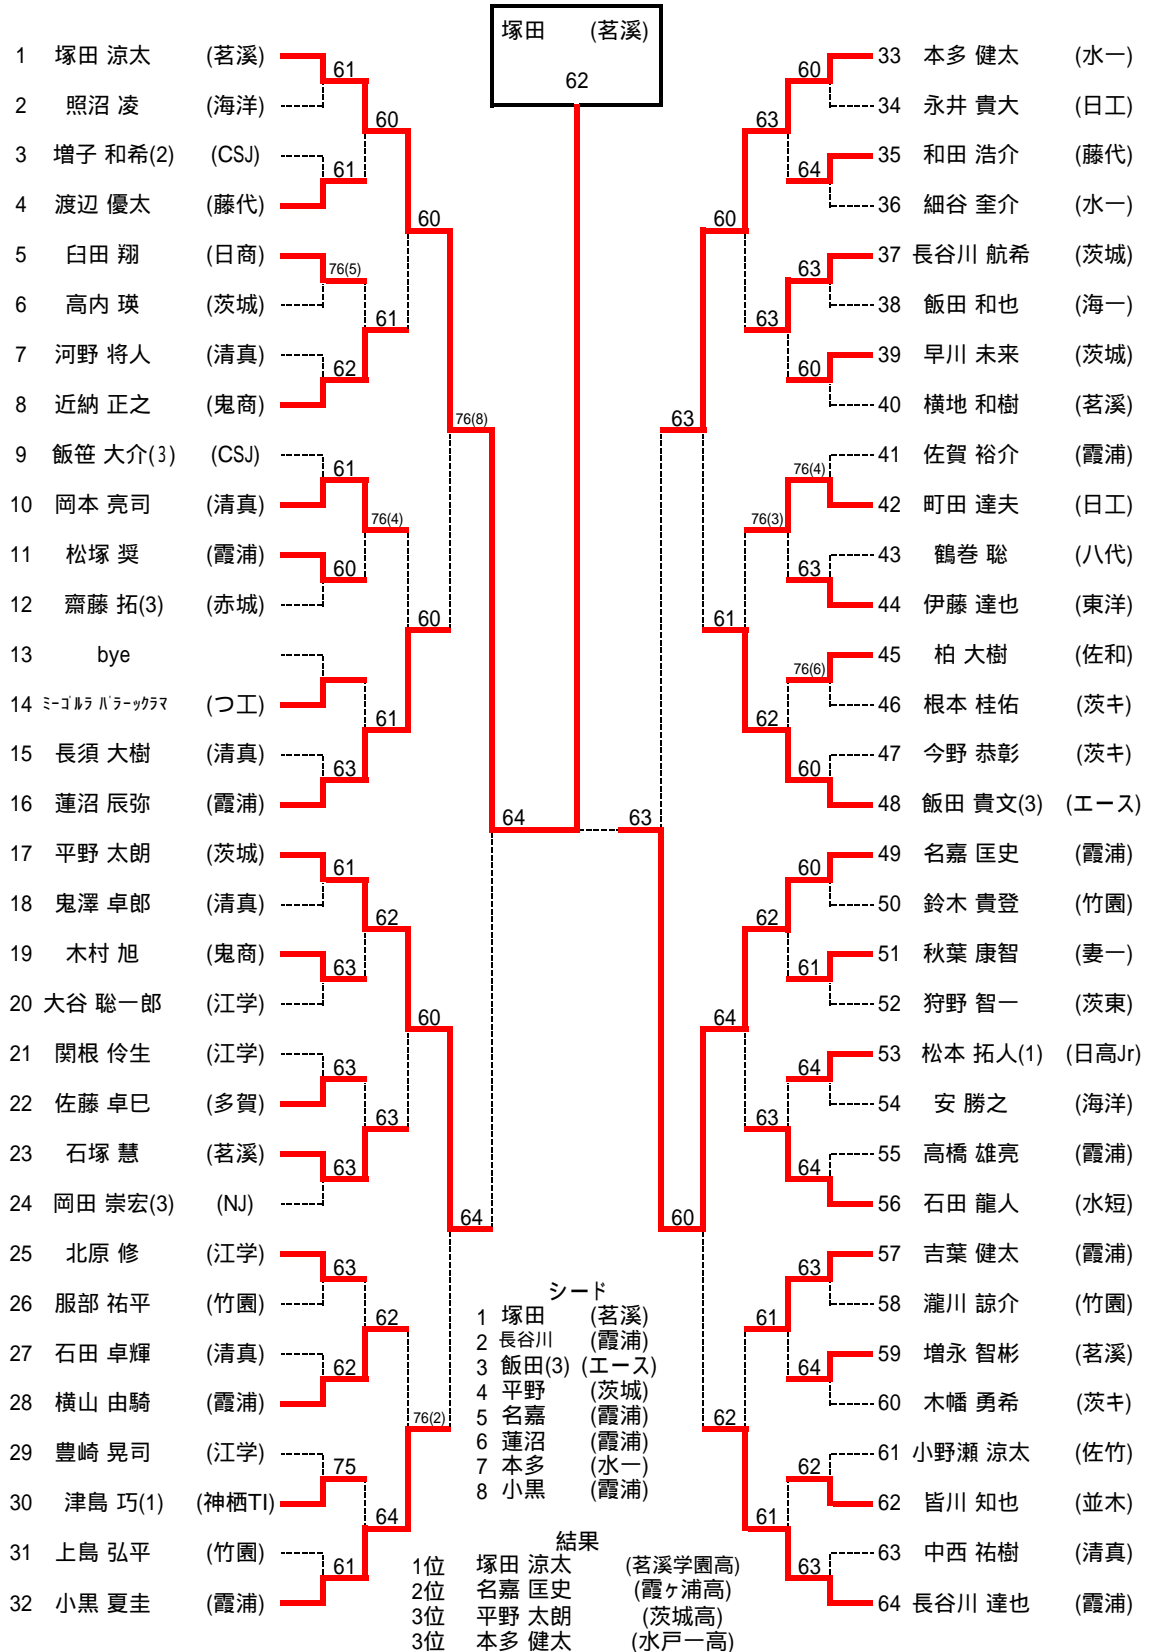 塚田 (茗溪)
62
1 塚田 涼太 (茗溪)
2 照沼 凌 (海洋)
3 増子 和希(2) (CSJ)
4 渡辺 優太 (藤代)
5 臼田 翔 (日商)
6 高内 瑛 (茨城)
7 河野 将人 (清真)
8 近納 正之 (鬼商)
9 飯笹 大介(3) (CSJ)
10 岡本 亮司 (清真)
11 松塚 奨 (霞浦)
12 齋藤 拓(3) (赤城)
13 bye
14 ﾐｰｺﾞﾙﾗ ﾊﾟﾗｰｯｸﾗﾏ (つ工)
15 長須 大樹 (清真)
16 蓮沼 辰弥 (霞浦)
17 平野 太朗 (茨城)
18 鬼澤 卓郎 (清真)
19 木村 旭 (鬼商)
20 大谷 聡一郎 (江学)
21 関根 伶生 (江学)
22 佐藤 卓巳 (多賀)
23 石塚 慧 (茗溪)
24 岡田 崇宏(3) (NJ)
25 北原 修 (江学)
26 服部 祐平 (竹園)
27 石田 卓輝 (清真)
28 横山 由騎 (霞浦)
29 豊崎 晃司 (江学)
30 津島 巧(1) (神栖TI)
31 上島 弘平 (竹園)
32 小黒 夏圭 (霞浦)
61
61
76(5)
62
61
60
63
61
63
63
63
63
62
75
61
60
61
76(4)
61
62
63
62
64
60
60
60
76(2)
76(8)
64
64
63
63
60
60
61
64
62
63
76(3)
62
62
63
61
61
60
64
63
60
76(4)
63
76(6)
60
60
61
64
64
63
64
62
63
33 本多 健太 (水一)
34 永井 貴大 (日工)
35 和田 浩介 (藤代)
36 細谷 奎介 (水一)
37 長谷川 航希 (茨城)
38 飯田 和也 (海一)
39 早川 未来 (茨城)
40 横地 和樹 (茗溪)
41 佐賀 裕介 (霞浦)
42 町田 達夫 (日工)
43 鶴巻 聡 (八代)
44 伊藤 達也 (東洋)
45 柏 大樹 (佐和)
46 根本 桂佑 (茨キ)
47 今野 恭彰 (茨キ)
48 飯田 貴文(3) (エース)
49 名嘉 匡史 (霞浦)
50 鈴木 貴登 (竹園)
51 秋葉 康智 (妻一)
52 狩野 智一 (茨東)
53 松本 拓人(1) (日高Jr)
54 安 勝之 (海洋)
55 高橋 雄亮 (霞浦)
56 石田 龍人 (水短)
57 吉葉 健太 (霞浦)
58 瀧川 諒介 (竹園)
59 増永 智彬 (茗溪)
60 木幡 勇希 (茨キ)
61 小野瀬 涼太 (佐竹)
62 皆川 知也 (並木)
63 中西 祐樹 (清真)
64 長谷川 達也 (霞浦)
シード
1 塚田 (茗溪)
2 長谷川 (霞浦)
3 飯田(3) (エース)
4 平野 (茨城)
5 名嘉 (霞浦)
6 蓮沼 (霞浦)
7 本多 (水一)
8 小黒 (霞浦)
結果
1位 塚田 涼太 (茗溪学園高)
2位 名嘉 匡史 (霞ヶ浦高)
3位 平野 太朗 (茨城高)
3位 本多 健太 (水戸一高)